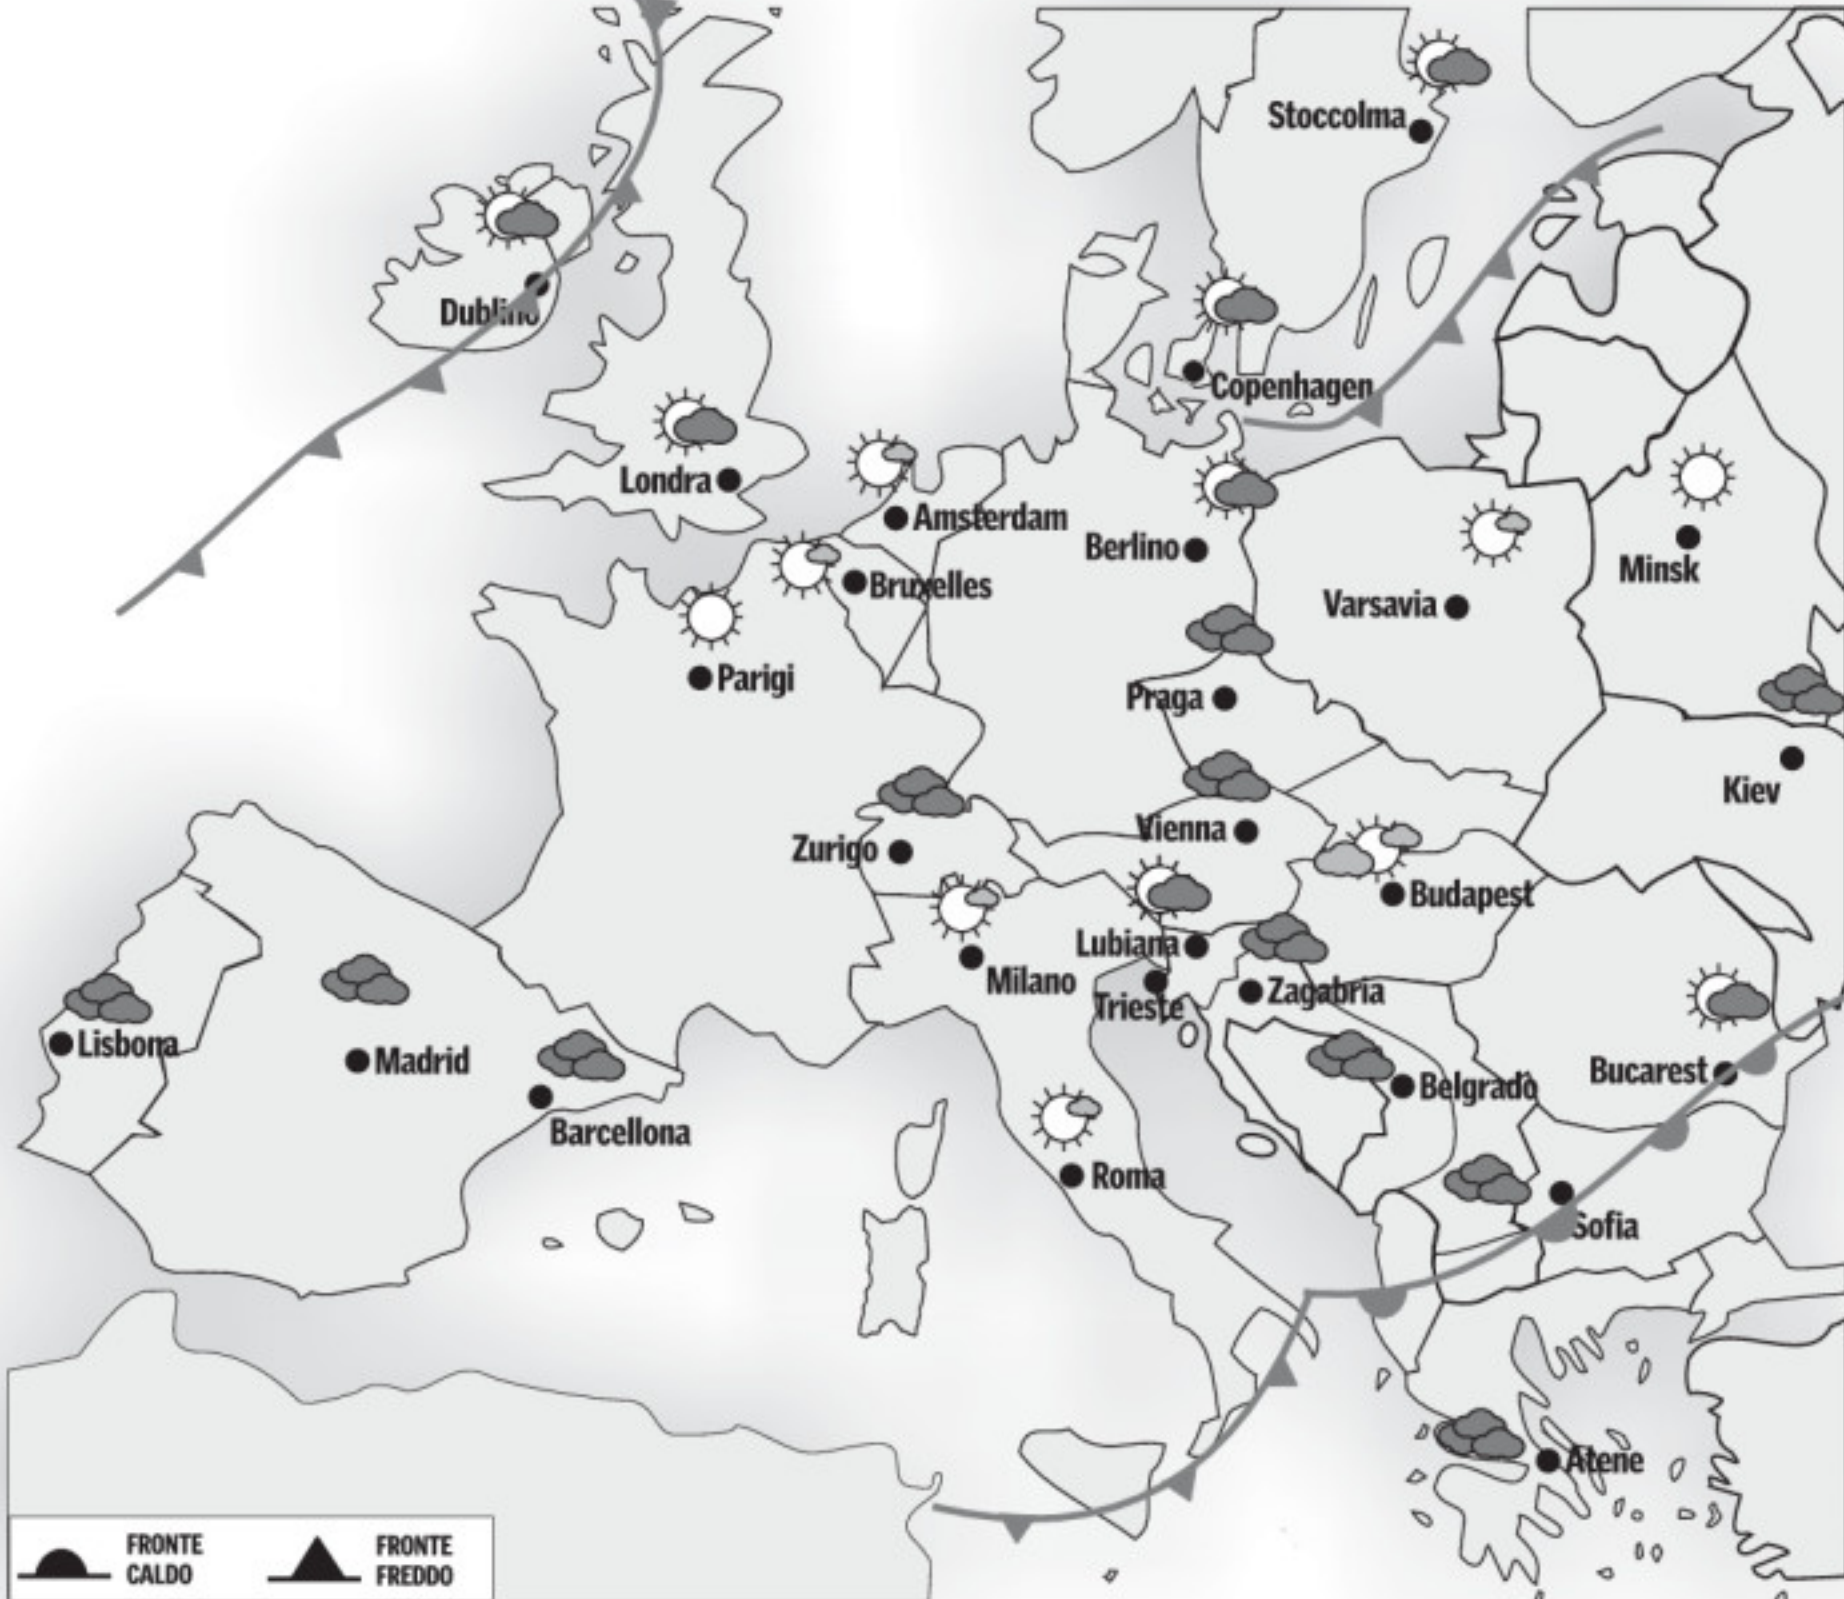 Stoccolma
Dublino
Copenhagen
Londra
Amsterdam
Berlino
Minsk
Bruxelles
Varsavia
Parigi
Praga
Kiev
Vienna
Zurigo
Budapest
Lubiana
Milano
Trieste
Zagabria
Lisbona
Madrid
Belgrado
Bucarest
Barcellona
Roma
Sofia
Atene
FRONTE
CALDO
FRONTE
FREDDO